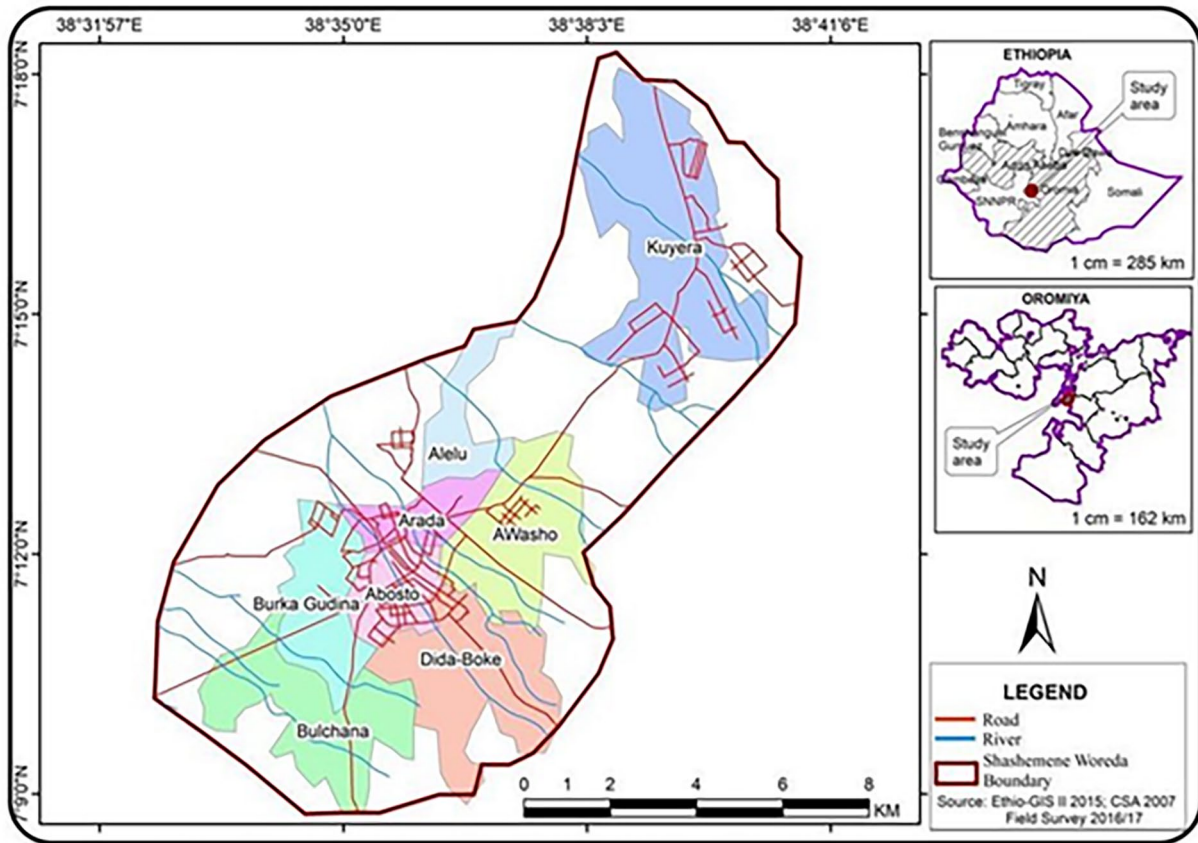 38°31'57"E 38°35'0"E 38°38'3"E 38°41'6"E
7°18'0"N
7°15'0"N
7°12'0"N
7°9'0"N
Kuyera
Alelu
Arada
AWasho
Abosto
Burka Gudina
Dida-Boke
Bulchana
0 1 2 4 6 8
KM
ETHIOPIA
Study
area
Tigray
Afar
Amhara
Oromia
Somali
SNNPR
1 cm = 285 km
OROMIYA
Study
area
1 cm = 162 km
N
LEGEND
Road
River
Shashemene Woreda
Boundary
Source: Ethio-GIS II 2015; CSA 2007
Field Survey 2016/17